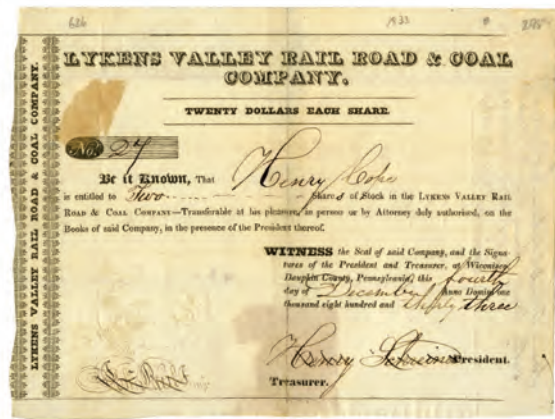 626 1933
LYKENS VALLEY RAIL ROAD & COAL COMPANY.
LYKENS VALLEY RAIL ROAD & COAL
COMPANY.
TWENTY DOLLARS EACH SHARE.
No. 27
Be it Known, That Henry
is entitled to Two Shares of Stock in the LYKENS VALLEY RAIL
ROAD & COAL COMPANY—Transferable at his pleasure, in person or by Attorney duly authorised, on the
Books of said Company, in the presence of the President thereof.
WITNESS the Seal of said Company, and the Signa-
tures of the President and Treasurer, at Wiconisco,
Dauphin County, Pennsylvania, this fourth
day of December Anno Domini one
thousand eight hundred and thirty three
Henry President.
Treasurer.